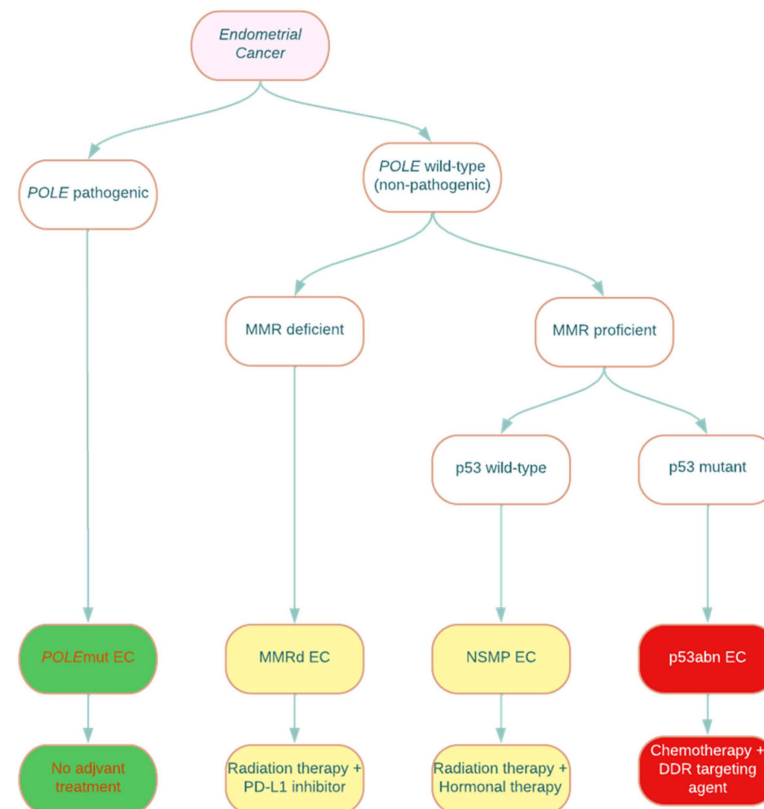 Endometrial
Cancer
POLE wild-type
(non-pathogenic)
POLE pathogenic
MMR deficient
MMR proficient
p53 wild-type
p53 mutant
POLEmut EC
MMRd EC
NSMP EC
p53abn EC
No adjvant
treatment
Radiation therapy +
PD-L1 inhibitor
Radiation therapy +
Hormonal therapy
Chemotherapy +
DDR targeting
agent